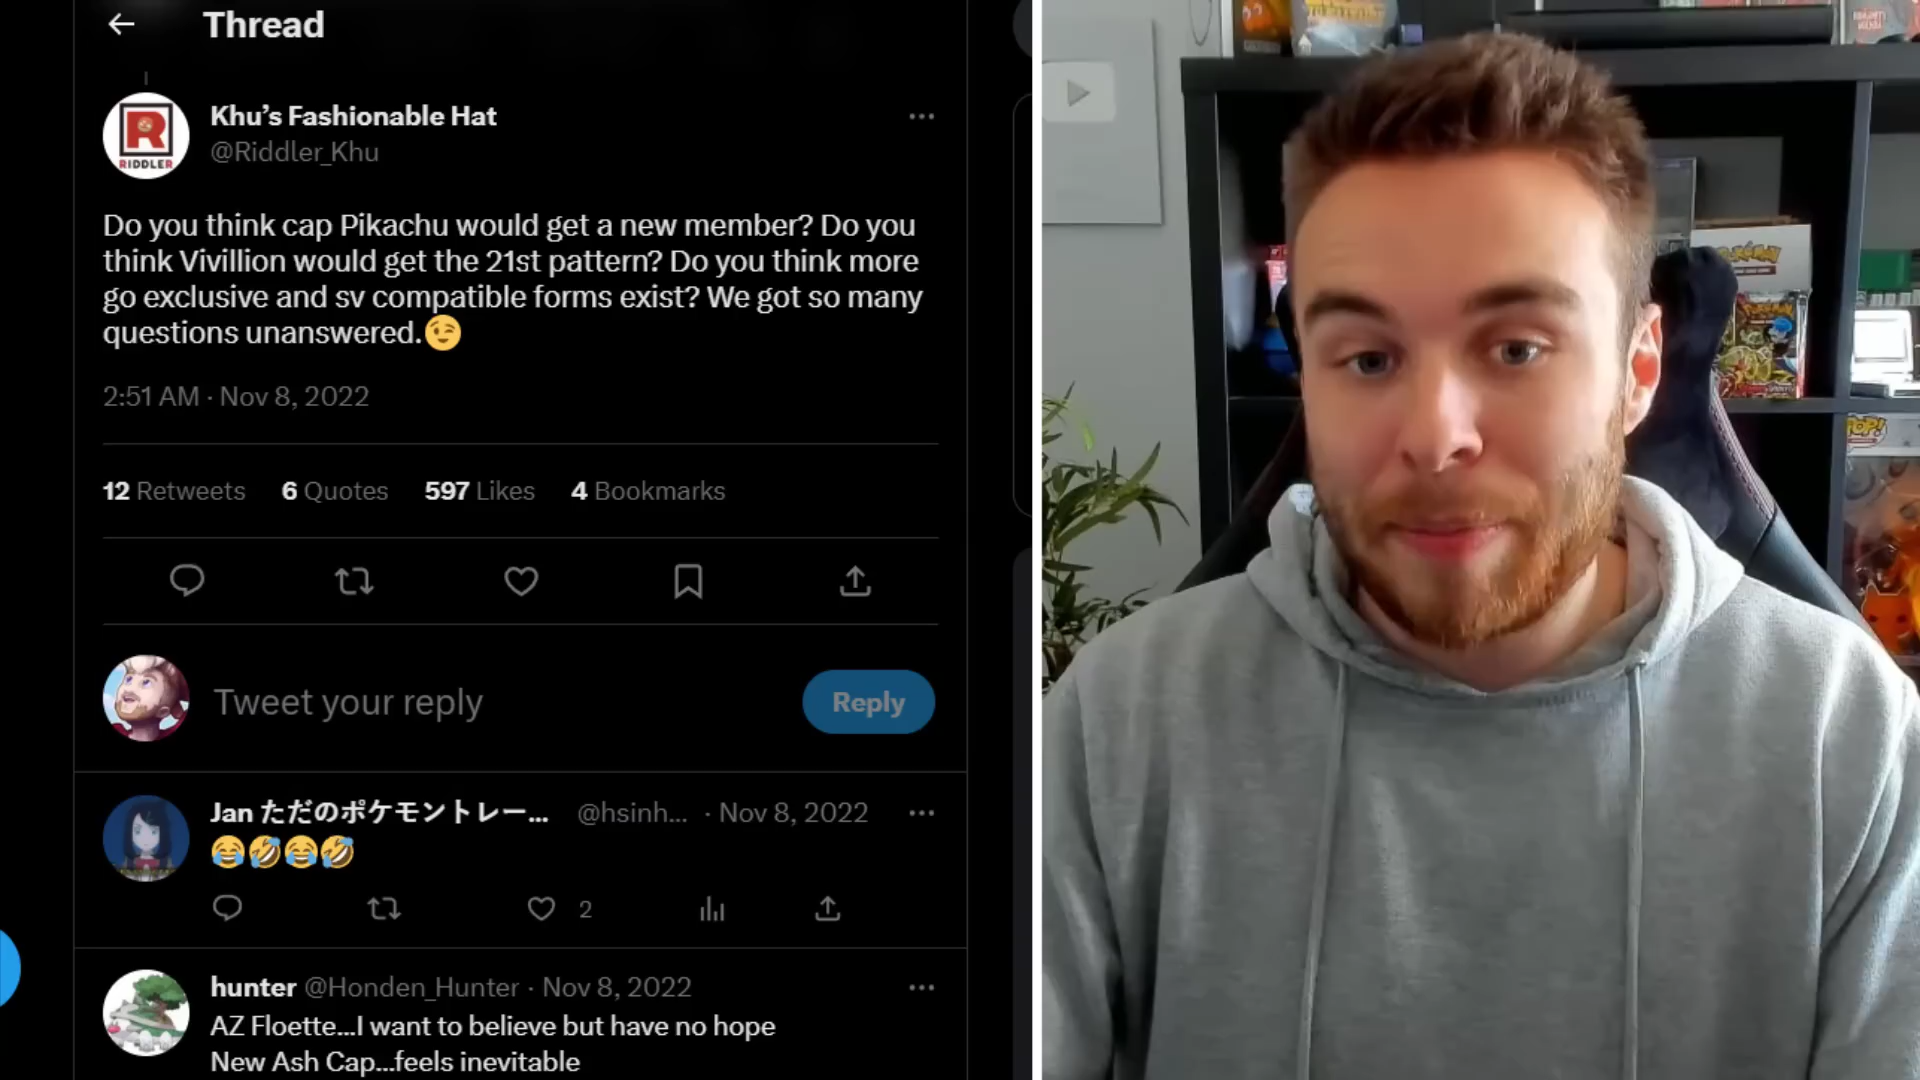 Thread
Khu's Fashionable Hat
@Riddler_Khu
R
RIDDLER
Do you think cap Pikachu would get a new member? Do you
think Vivillion would get the 21st pattern? Do you think more
go exclusive and sv compatible forms exist? We got so many
questions unanswered.😉
2:51 AM · Nov 8, 2022
12 Retweets 6 Quotes 597 Likes 4 Bookmarks
Tweet your reply
Reply
Jan ただのポケモントレー... @hsinh... · Nov 8, 2022
😂🤣😂🤣
2
hunter @Honden_Hunter · Nov 8, 2022
AZ Floette...I want to believe but have no hope
New Ash Cap...feels inevitable
POKÉMON
POP!